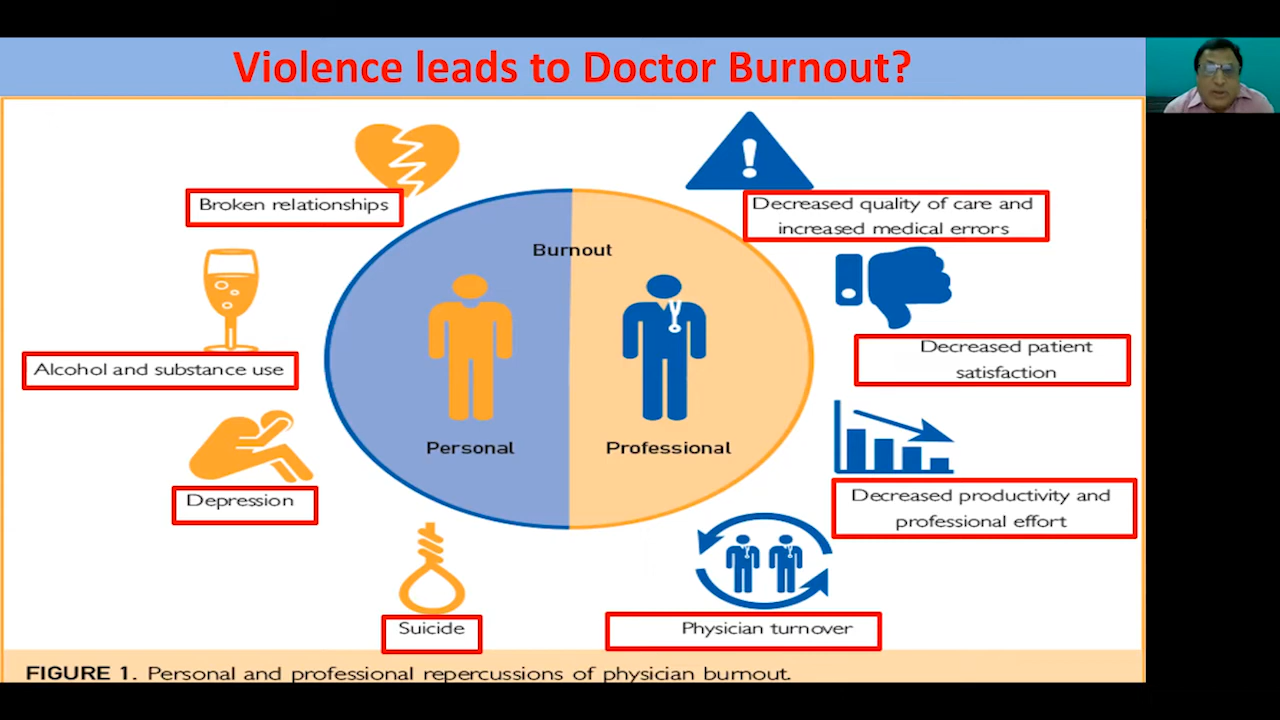 Violence leads to Doctor Burnout?
Broken relationships
Decreased quality of care and
increased medical errors
Burnout
Alcohol and substance use
Decreased patient
satisfaction
Personal
Professional
Depression
Decreased productivity and
professional effort
Suicide
Physician turnover
FIGURE 1. Personal and professional repercussions of physician burnout.